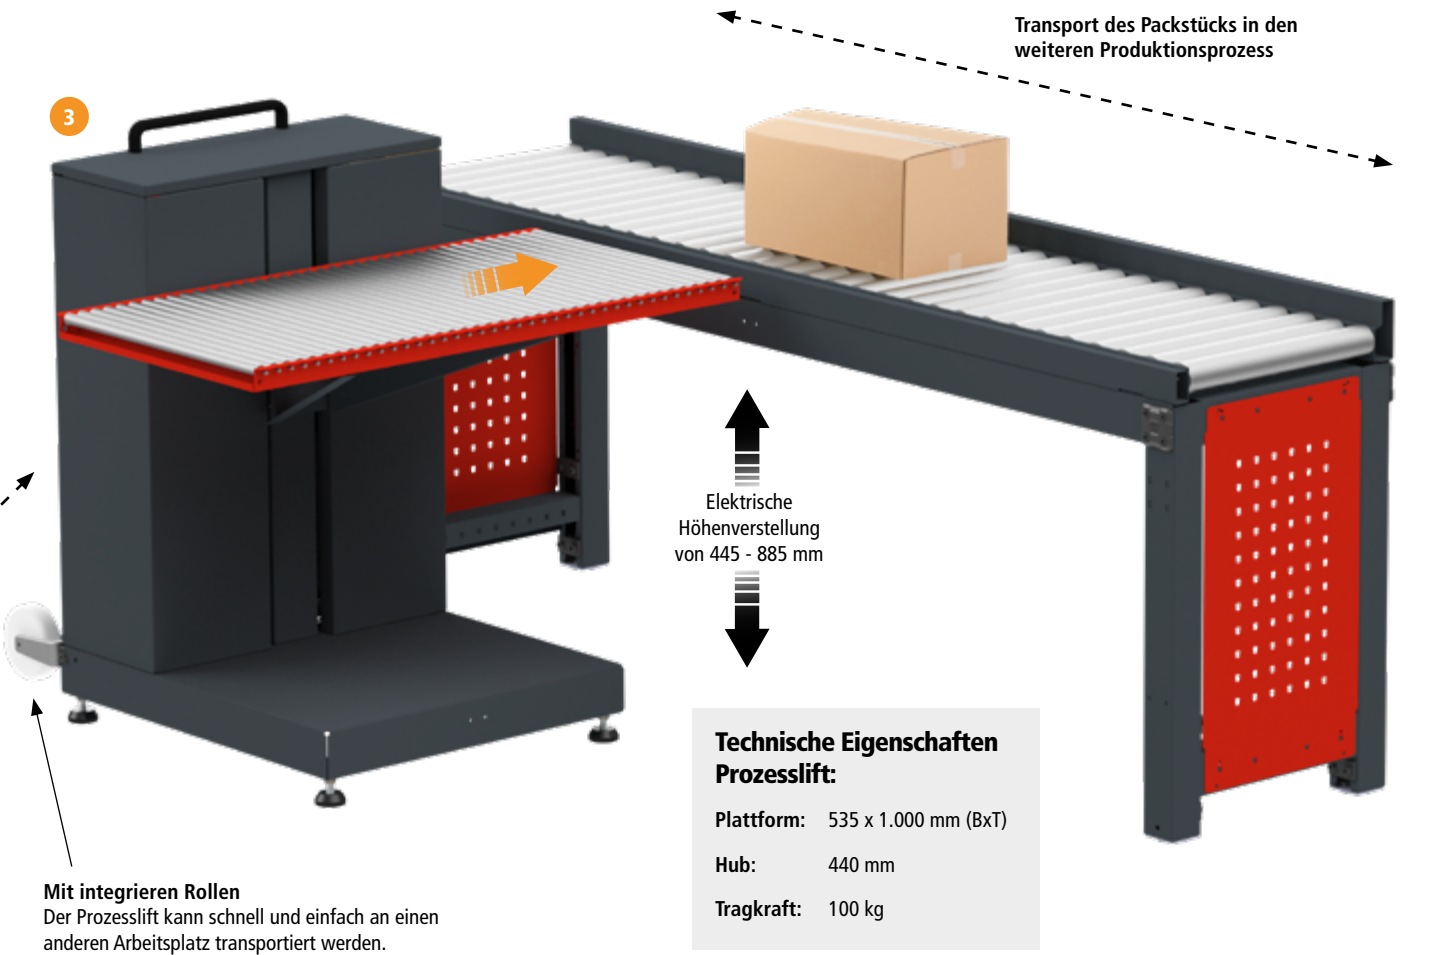 Transport des Packstücks in den
weiteren Produktionsprozess
3
Elektrische
Höhenverstellung
von 445 - 885 mm
Technische Eigenschaften
Prozesslift:
Plattform: 535 x 1.000 mm (BxT)
Hub: 440 mm
Tragkraft: 100 kg
Mit integrieren Rollen
Der Prozesslift kann schnell und einfach an einen
anderen Arbeitsplatz transportiert werden.